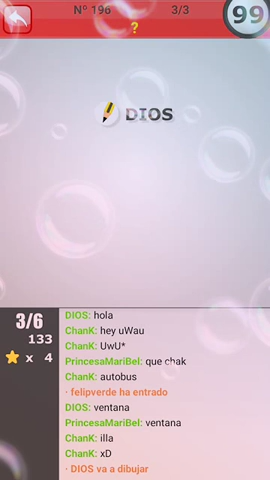 Nº 196
3/3
99
?
DIOS
3/6
133
x 4
DIOS: hola
ChanK: hey uWau
ChanK: UwU*
PrincesaMariBel: que chak
ChanK: autobus
· felipverde ha entrado
DIOS: ventana
PrincesaMariBel: ventana
ChanK: illa
ChanK: xD
· DIOS va a dibujar